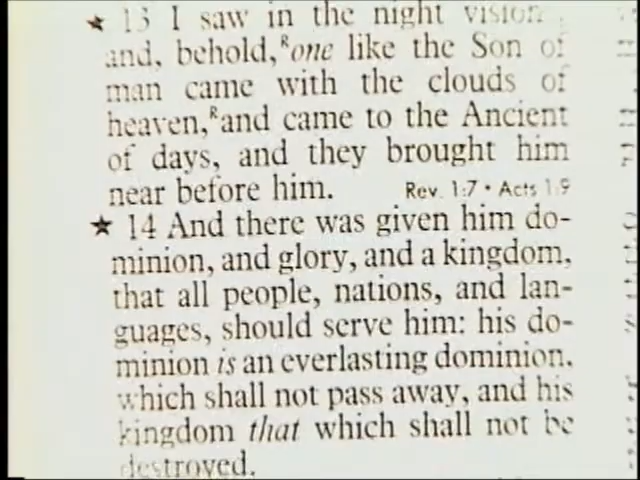 ★ 13 I saw in the night vision
and, behold,ᴿone like the Son of
man came with the clouds of
heaven,ᴿand came to the Ancient
of days, and they brought him
near before him. Rev. 1:7 • Acts 1:9
★ 14 And there was given him do-
minion, and glory, and a kingdom,
that all people, nations, and lan-
guages, should serve him: his do-
minion is an everlasting dominion,
which shall not pass away, and his
kingdom that which shall not be
destroyed.